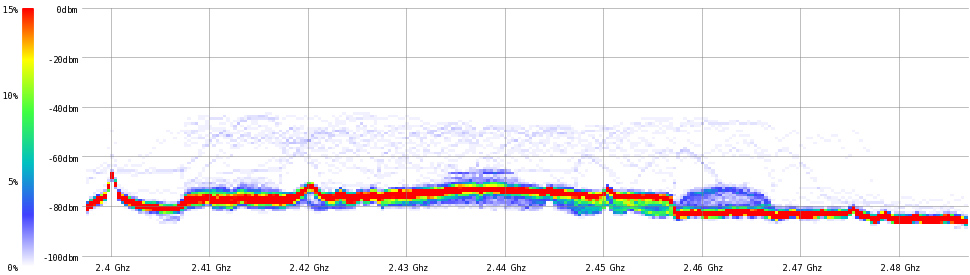 15% 0dbm
-20dbm
10% -40dbm
-60dbm
5%
-80dbm
0% -100dbm
2.4 Ghz 2.41 Ghz 2.42 Ghz 2.43 Ghz 2.44 Ghz 2.45 Ghz 2.46 Ghz 2.47 Ghz 2.48 Ghz